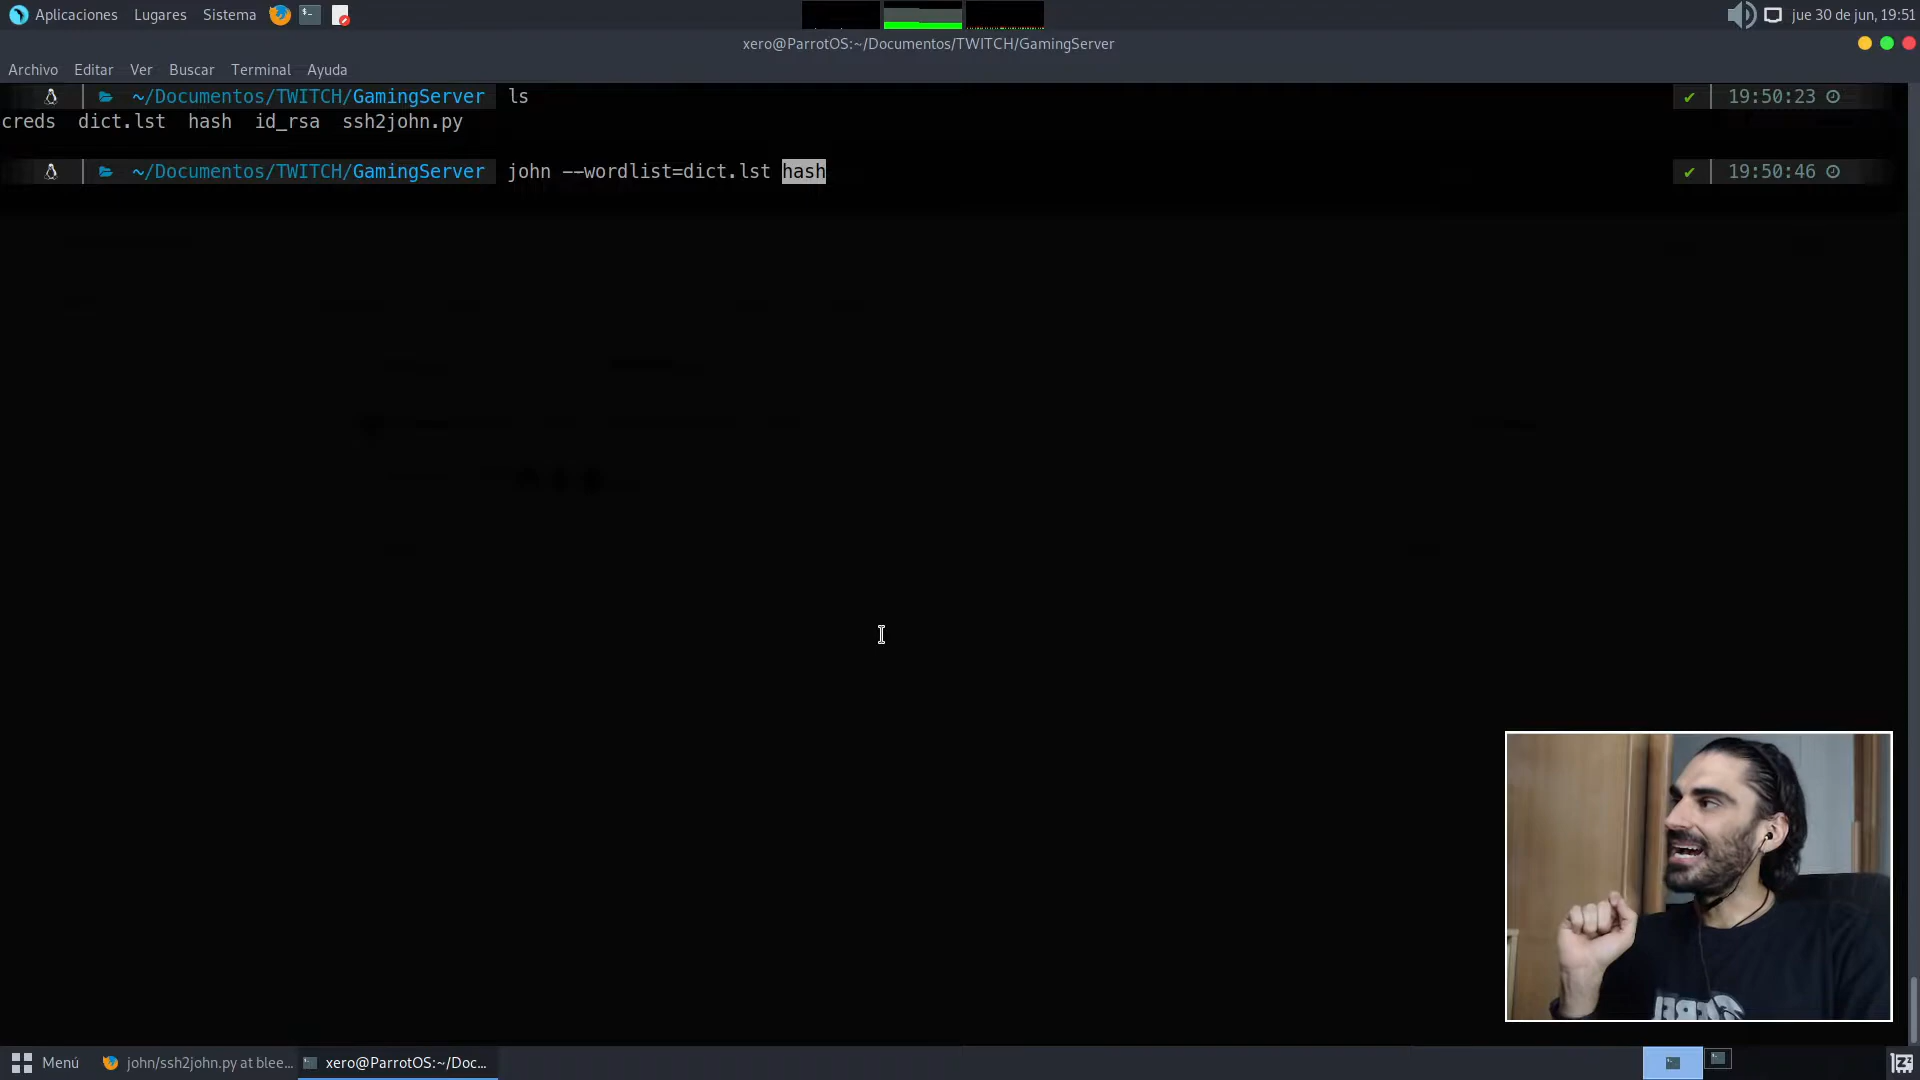 Aplicaciones Lugares Sistema
jue 30 de jun, 19:51
xero@ParrotOS:~/Documentos/TWITCH/GamingServer
Archivo Editar Ver Buscar Terminal Ayuda
~/Documentos/TWITCH/GamingServer ls ✔ 19:50:23
creds dict.lst hash id_rsa ssh2john.py
~/Documentos/TWITCH/GamingServer john --wordlist=dict.lst hash ✔ 19:50:46
Menú john/ssh2john.py at blee... xero@ParrotOS:~/Doc...